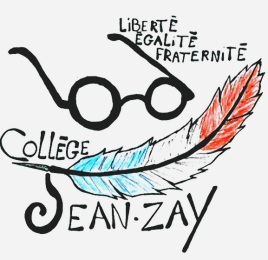 LiBERTÉ
ÉGALiTÉ
FRATERNiTÉ
COLLÈGE
JEAN·ZAY